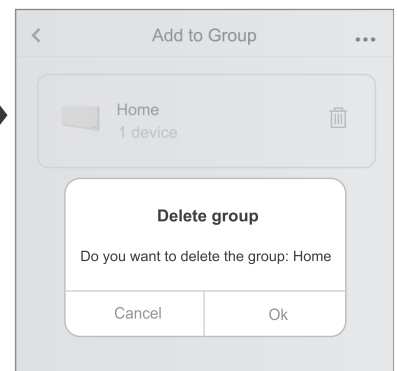 Add to Group
Home
1 device
Delete group
Do you want to delete the group: Home
Cancel
Ok